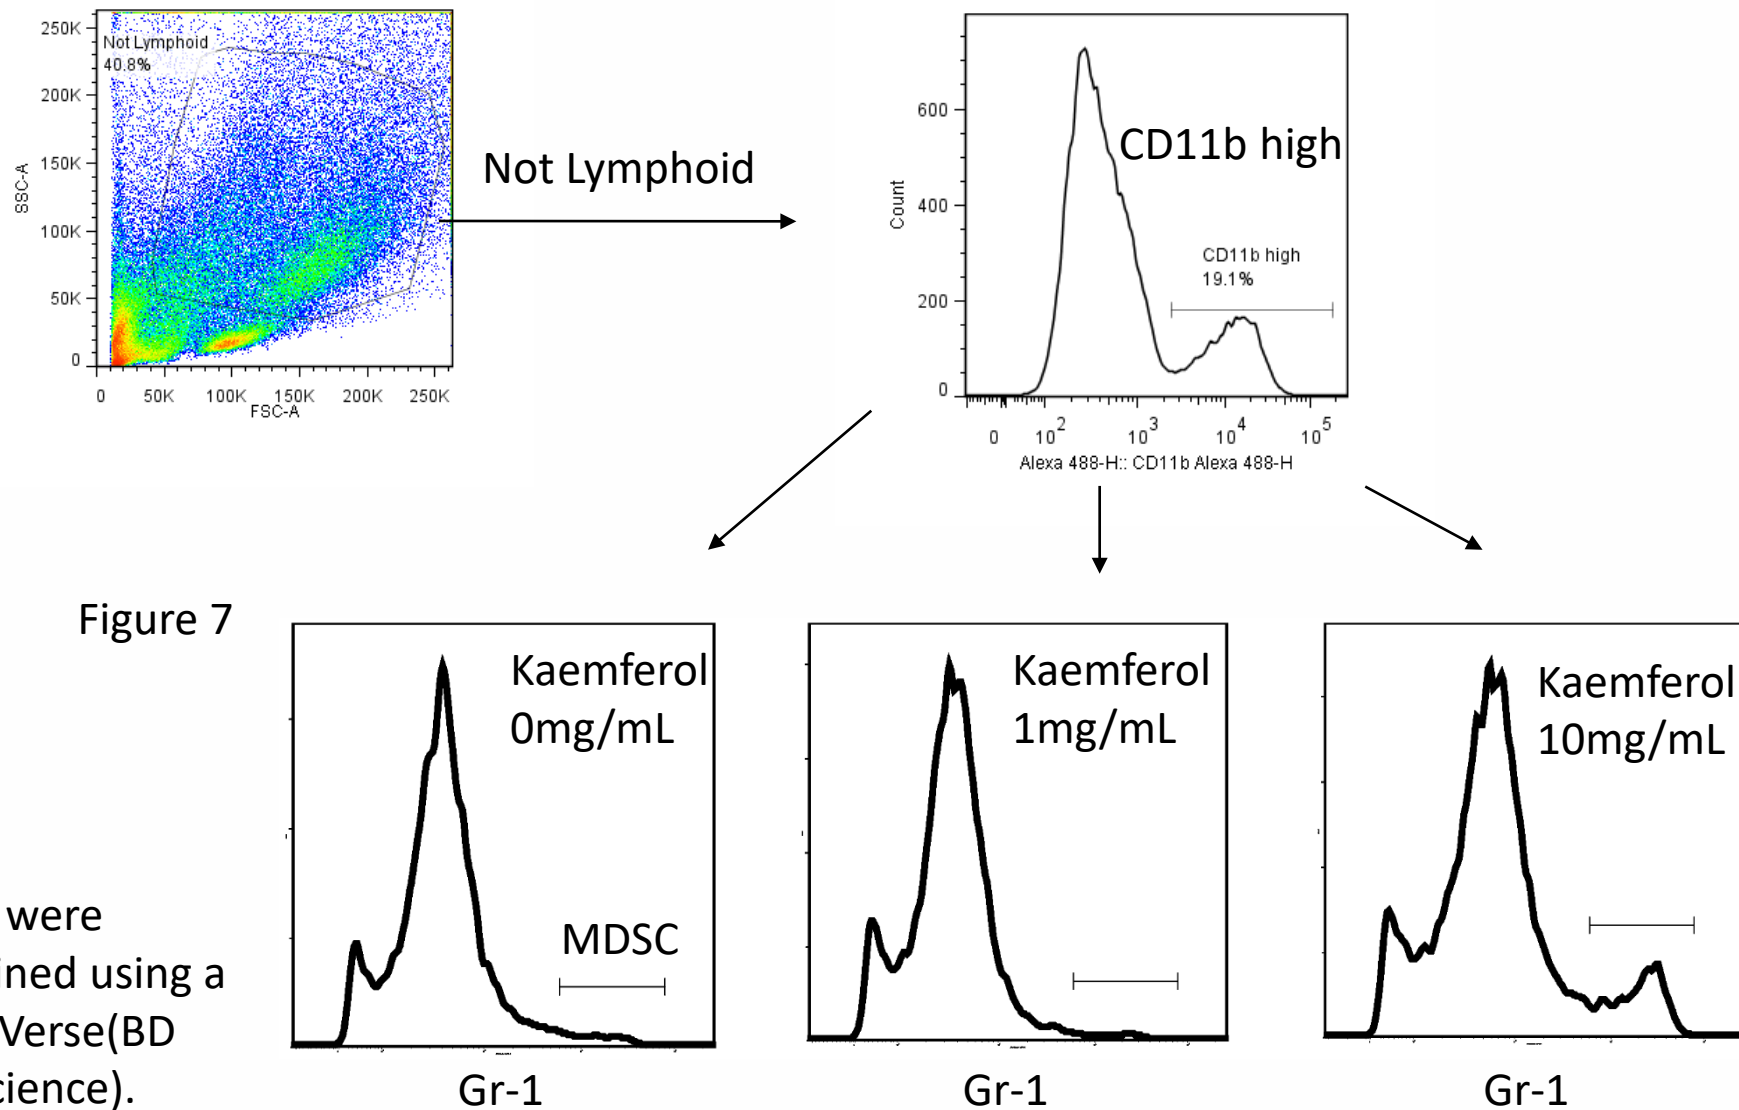 250K
200K
150K
100K
50K
0
SSC-A
Not Lymphoid
40.8%
0 50K 100K 150K 200K 250K
FSC-A
Not Lymphoid
600
400
200
0
Count
CD11b high
CD11b high
19.1%
0 10^2 10^3 10^4 10^5
Alexa 488-H:: CD11b Alexa 488-H
Figure 7
Kaemferol
0mg/mL
MDSC
Gr-1
Kaemferol
1mg/mL
Gr-1
Kaemferol
10mg/mL
Gr-1
were
ined using a
Verse(BD
cience).